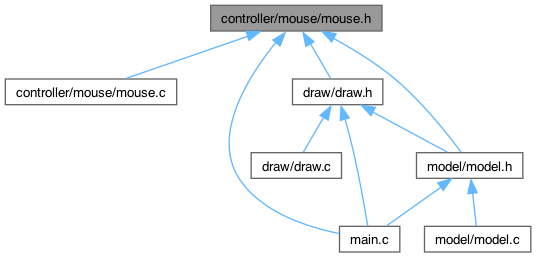 controller/mouse/mouse.h
controller/mouse/mouse.c
draw/draw.h
draw/draw.c
model/model.h
main.c
model/model.c